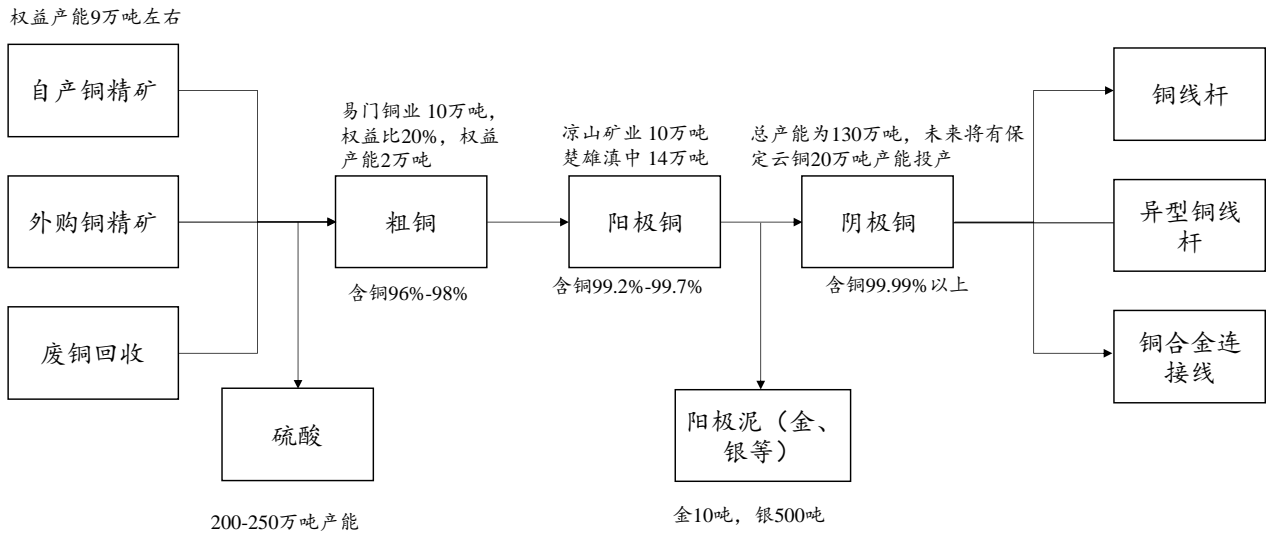 权益产能9万吨左右
自产铜精矿
外购铜精矿
废铜回收
硫酸
200-250万吨产能
易门铜业 10万吨,
权益比20%,权益
产能2万吨
粗铜
含铜96%-98%
凉山矿业 10万吨
楚雄滇中 14万吨
阳极铜
含铜99.2%-99.7%
阳极泥(金、
银等)
金10吨,银500吨
总产能为130万吨,未来将有保
定云铜20万吨产能投产
阴极铜
含铜99.99%以上
铜线杆
异型铜线
杆
铜合金连
接线